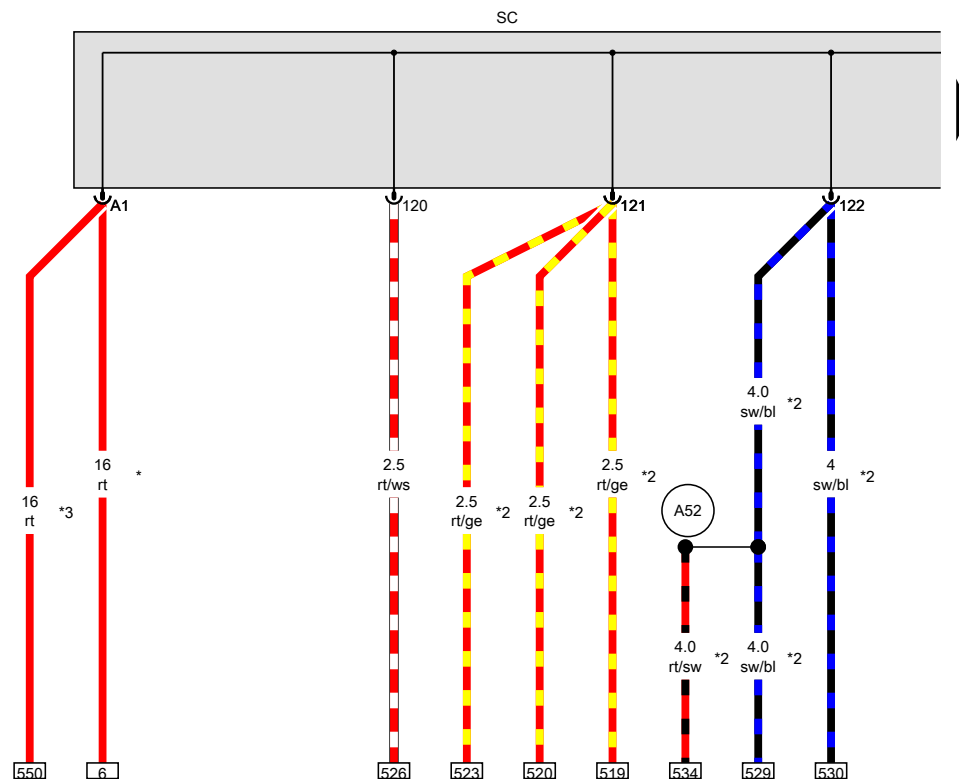 SC
A1
120
121
122
4.0
sw/bl *2
16
rt *
2.5
rt/ws
2.5
rt/ge *2
4
sw/bl *2
16
rt *3
2.5
rt/ge *2
2.5
rt/ge *2
A52
4.0
rt/sw *2
4.0
sw/bl *2
550 6 526 523 520 519 534 529 530